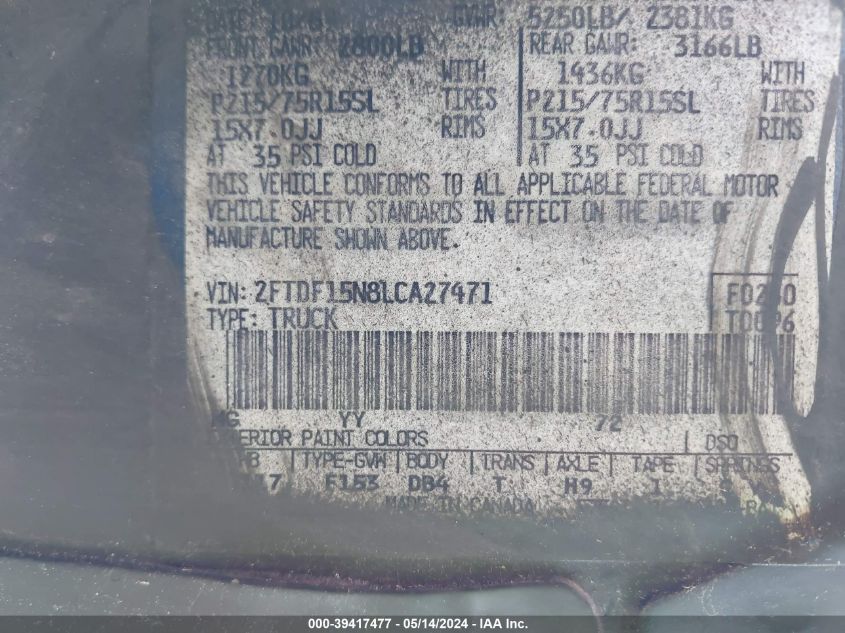 DATE: 10/8 GVWR 5250LB/ 2381KG
FRONT GAWR: 2800LB REAR GAWR: 3166LB
1270KG WITH 1436KG WITH
P215/75R15SL TIRES P215/75R15SL TIRES
15X7.0JJ RIMS 15X7.0JJ RIMS
AT 35 PSI COLD AT 35 PSI COLD
THIS VEHICLE CONFORMS TO ALL APPLICABLE FEDERAL MOTOR
VEHICLE SAFETY STANDARDS IN EFFECT ON THE DATE OF
MANUFACTURE SHOWN ABOVE.
VIN: 2FTDF15N8LCA27471
TYPE: TRUCK
YY 72
EXTERIOR PAINT COLORS DSO
TYPE-GVW BODY TRANS AXLE TAPE SPRINGS
F153 DB4 T H9 1
MADE IN CANADA
000-39417477 - 05/14/2024 - IAA Inc.